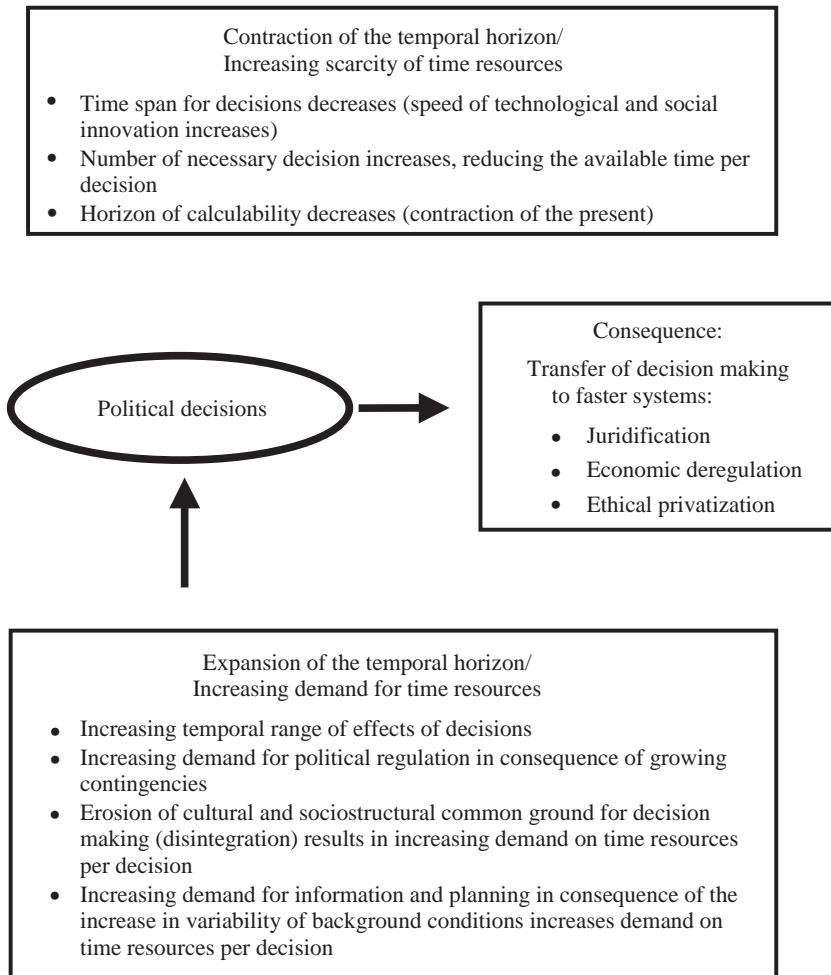 Contraction of the temporal horizon/
Increasing scarcity of time resources
• Time span for decisions decreases (speed of technological and social
innovation increases)
• Number of necessary decision increases, reducing the available time per
decision
• Horizon of calculability decreases (contraction of the present)
Political decisions
Consequence:
Transfer of decision making
to faster systems:
• Juridification
• Economic deregulation
• Ethical privatization
Expansion of the temporal horizon/
Increasing demand for time resources
• Increasing temporal range of effects of decisions
• Increasing demand for political regulation in consequence of growing
contingencies
• Erosion of cultural and sociostructural common ground for decision
making (disintegration) results in increasing demand on time resources
per decision
• Increasing demand for information and planning in consequence of the
increase in variability of background conditions increases demand on
time resources per decision